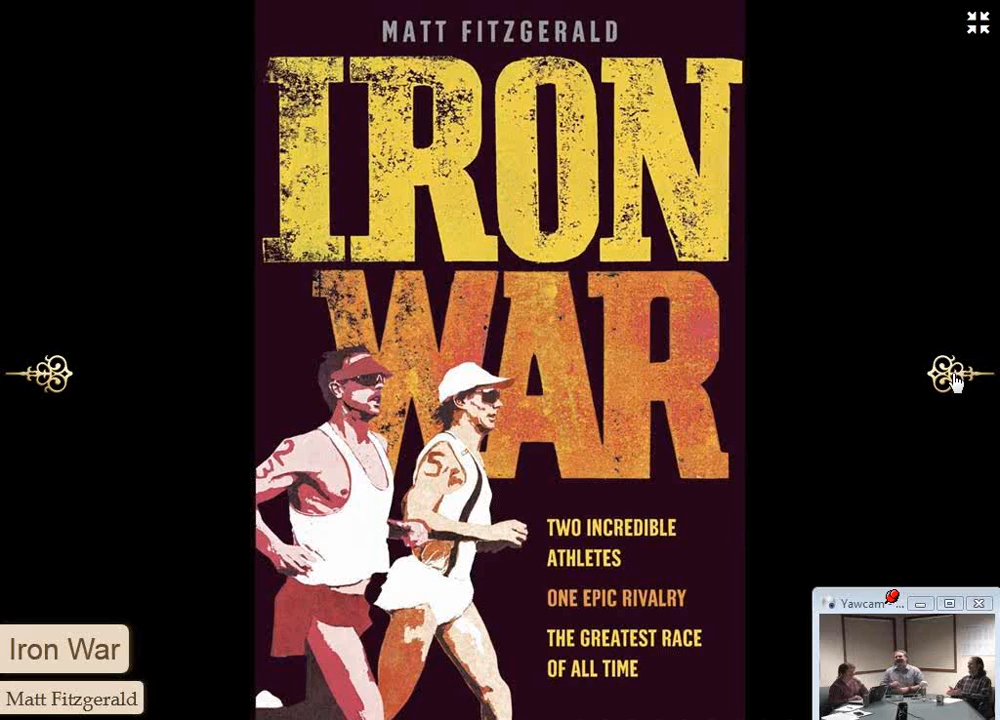 MATT FITZGERALD
IRON
WAR
TWO INCREDIBLE
ATHLETES
ONE EPIC RIVALRY
THE GREATEST RACE
OF ALL TIME
Iron War
Matt Fitzgerald
Yawcam - ...